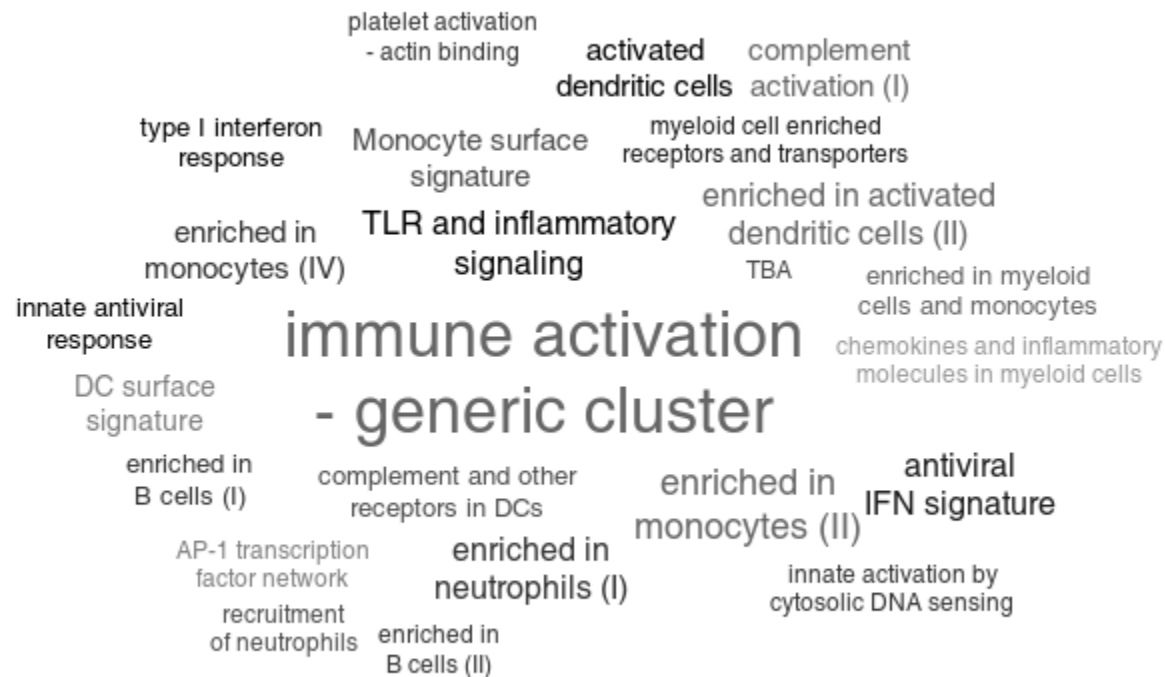 platelet activation
- actin binding
activated
dendritic cells
complement
activation (I)
type I interferon
response
Monocyte surface
signature
myeloid cell enriched
receptors and transporters
enriched in activated
dendritic cells (II)
enriched in
monocytes (IV)
TLR and inflammatory
signaling
TBA
enriched in myeloid
cells and monocytes
innate antiviral
response
immune activation
- generic cluster
chemokines and inflammatory
molecules in myeloid cells
DC surface
signature
enriched in
B cells (I)
complement and other
receptors in DCs
enriched in
monocytes (II)
antiviral
IFN signature
AP-1 transcription
factor network
enriched in
neutrophils (I)
innate activation by
cytosolic DNA sensing
recruitment
of neutrophils
enriched in
B cells (II)